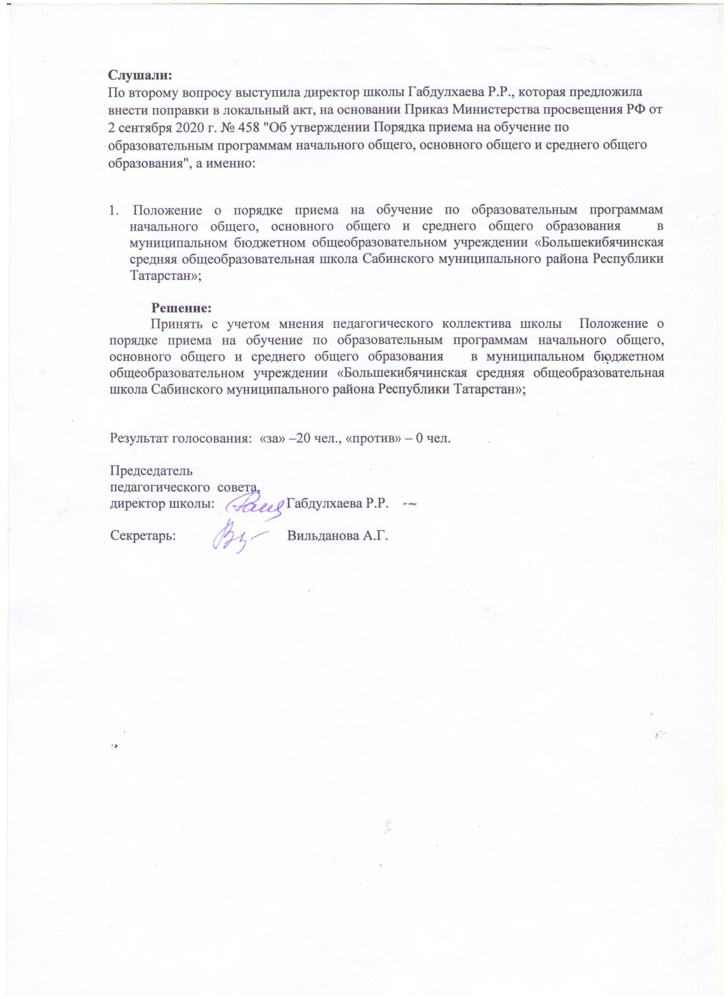 Слушали:
По второму вопросу выступила директор школы Габдулхаева Р.Р., которая предложила
внести поправки в локальный акт, на основании Приказ Министерства просвещения РФ от
2 сентября 2020 г. № 458 "Об утверждении Порядка приема на обучение по
образовательным программам начального общего, основного общего и среднего общего
образования", а именно:
1. Положение о порядке приема на обучение по образовательным программам
начального общего, основного общего и среднего общего образования в
муниципальном бюджетном общеобразовательном учреждении «Большекибячинская
средняя общеобразовательная школа Сабинского муниципального района Республики
Татарстан»;
Решение:
Принять с учетом мнения педагогического коллектива школы Положение о
порядке приема на обучение по образовательным программам начального общего,
основного общего и среднего общего образования в муниципальном бюджетном
общеобразовательном учреждении «Большекибячинская средняя общеобразовательная
школа Сабинского муниципального района Республики Татарстан»;
Результат голосования: «за» –20 чел., «против» – 0 чел.
Председатель
педагогического совета,
директор школы: Габдулхаева Р.Р.
Секретарь: Вильданова А.Г.